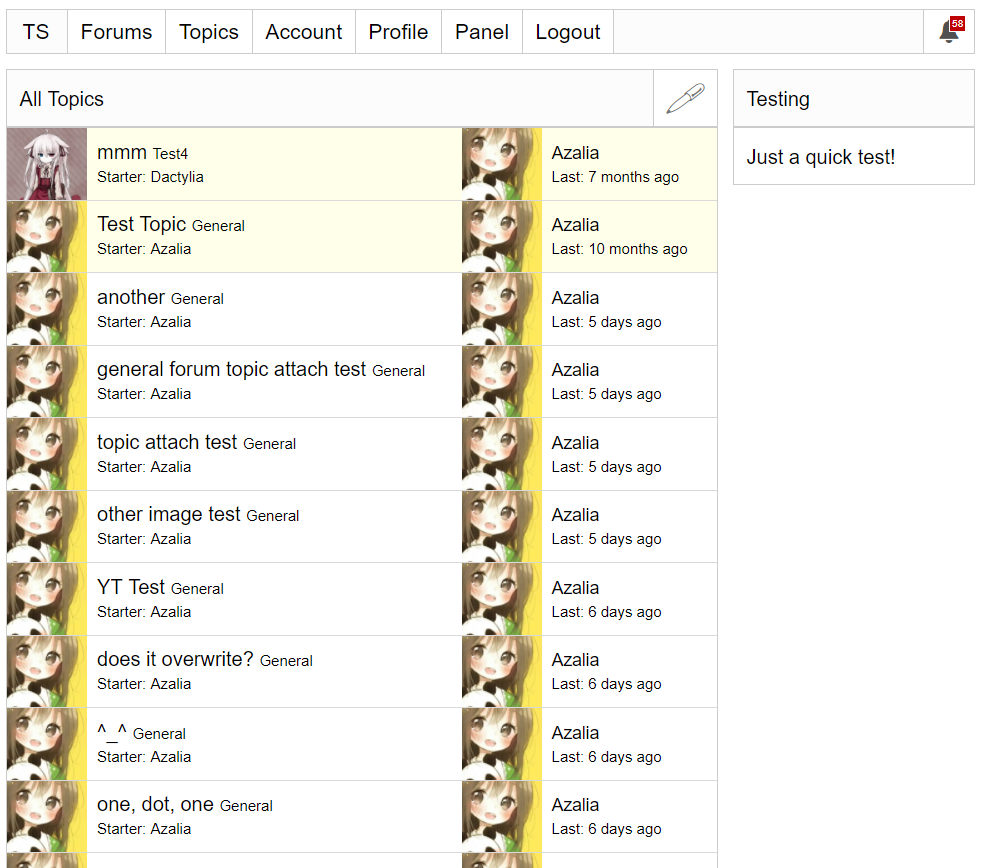 TS Forums Topics Account Profile Panel Logout 58
All Topics
Testing
Just a quick test!
mmm Test4
Starter: Dactylia
Azalia
Last: 7 months ago
Test Topic General
Starter: Azalia
Azalia
Last: 10 months ago
another General
Starter: Azalia
Azalia
Last: 5 days ago
general forum topic attach test General
Starter: Azalia
Azalia
Last: 5 days ago
topic attach test General
Starter: Azalia
Azalia
Last: 5 days ago
other image test General
Starter: Azalia
Azalia
Last: 5 days ago
YT Test General
Starter: Azalia
Azalia
Last: 6 days ago
does it overwrite? General
Starter: Azalia
Azalia
Last: 6 days ago
^_^ General
Starter: Azalia
Azalia
Last: 6 days ago
one, dot, one General
Starter: Azalia
Azalia
Last: 6 days ago